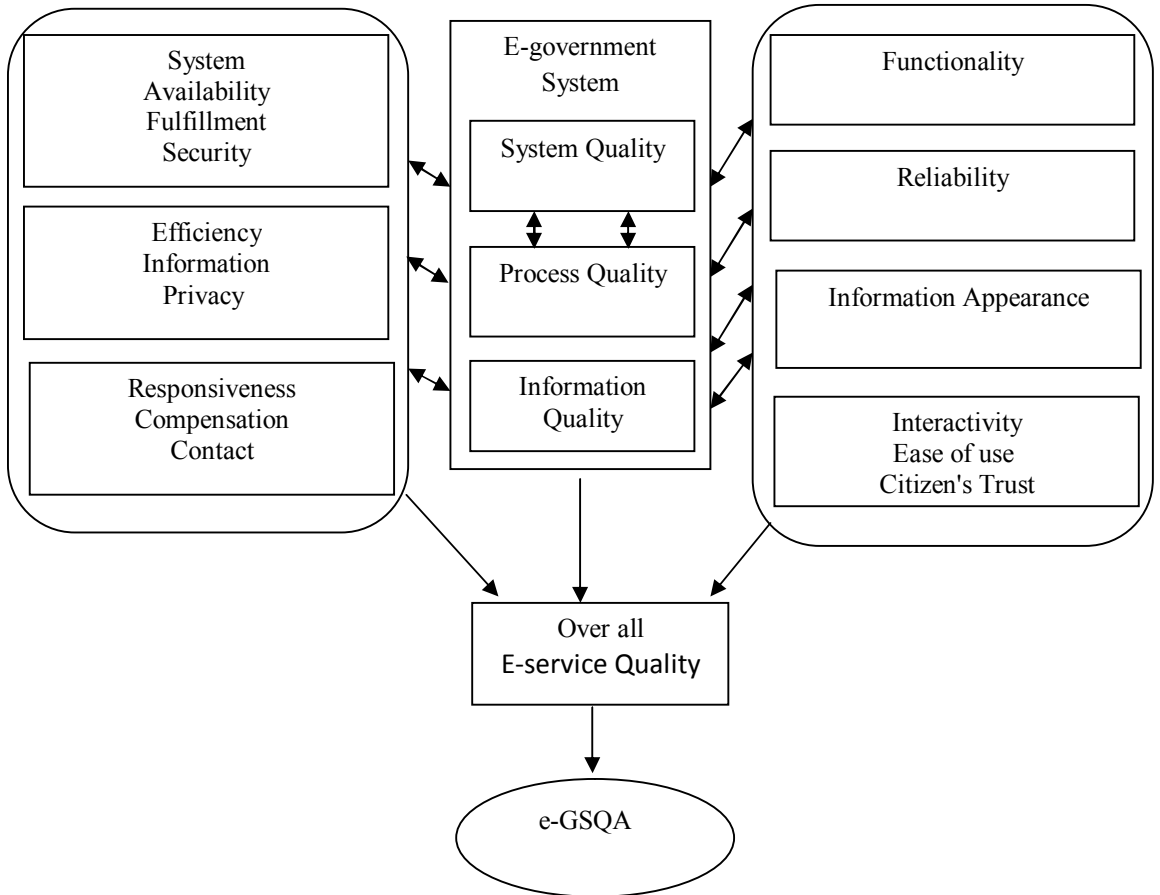 System
Availability
Fulfillment
Security
Efficiency
Information
Privacy
Responsiveness
Compensation
Contact
E-government
System
System Quality
Process Quality
Information
Quality
Functionality
Reliability
Information Appearance
Interactivity
Ease of use
Citizen's Trust
Over all
E-service Quality
e-GSQA